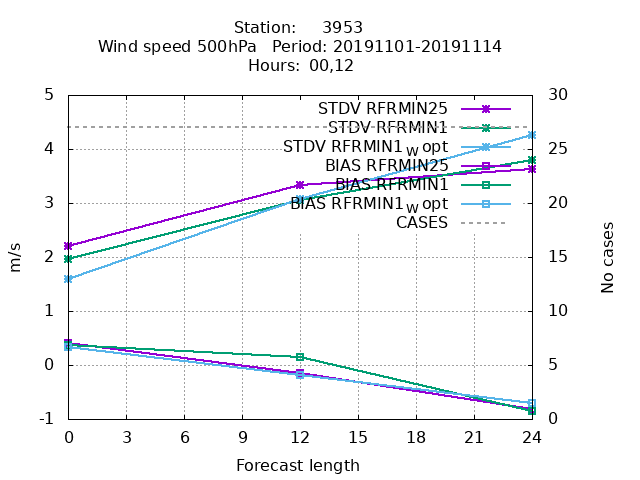 Station: 3953
Wind speed 500hPa Period: 20191101-20191114
Hours: 00,12
5 30
STDV RFRMIN25
STDV RFRMIN1
4 STDV RFRMIN1_W opt 25
BIAS RFRMIN25
BIAS RFRMIN1
3 BIAS RFRMIN1_W opt 20
CASES
2 15
m/s
No cases
1 10
0 5
-1 0
0 3 6 9 12 15 18 21 24
Forecast length